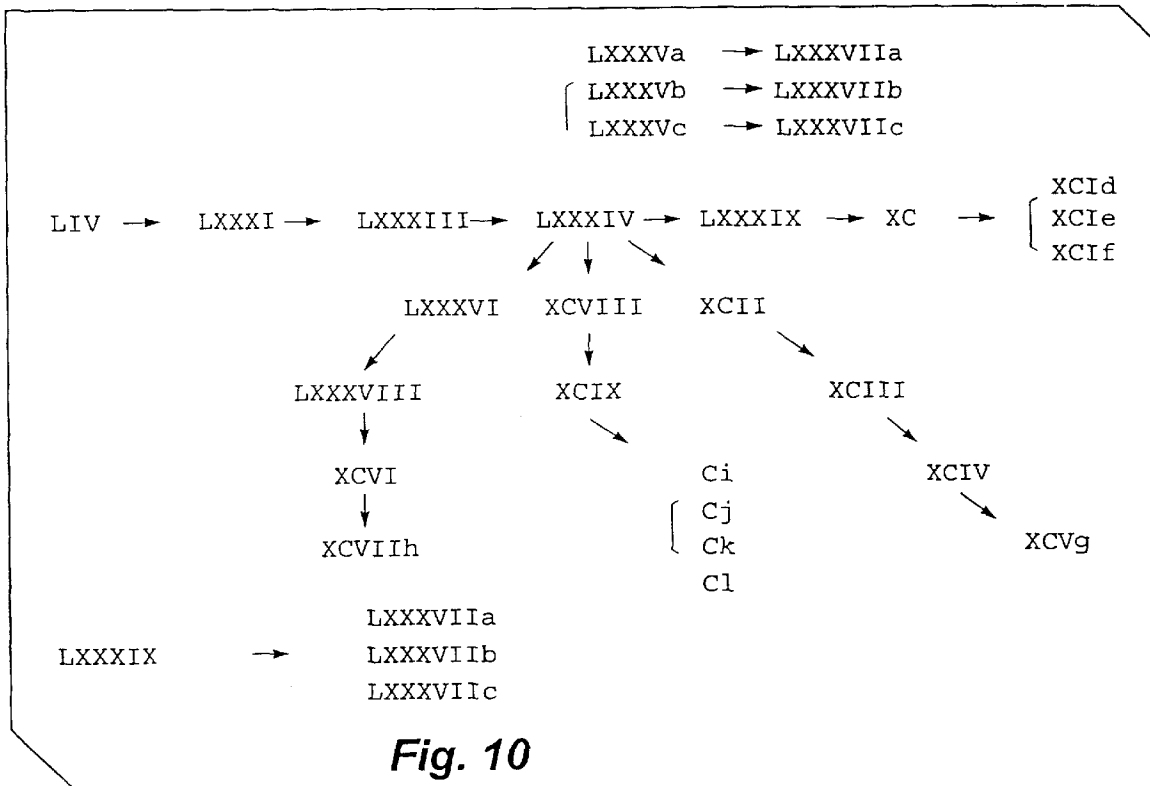 LXXXVa → LXXXVIIa
LXXXVb → LXXXVIIb
LXXXVc → LXXXVIIc
LIV → LXXXI → LXXXIII → LXXXIV → LXXXIX → XC →
XCId
XCIe
XCIf
LXXXVI XCVIII XCII
LXXXVIII XCIX XCIII
XCVI Ci XCIV
Cj
XCVIIh Ck XCVg
Cl
LXXXVIIa
LXXXIX → LXXXVIIb
LXXXVIIc
Fig. 10